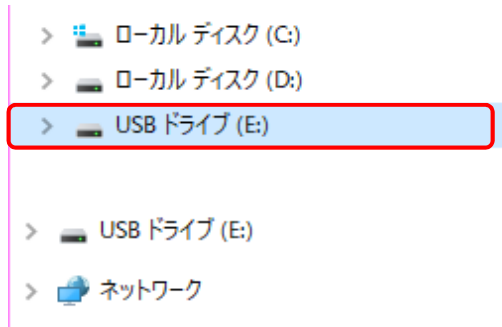 ローカル ディスク (C:)
ローカル ディスク (D:)
USB ドライブ (E:)
USB ドライブ (E:)
ネットワーク